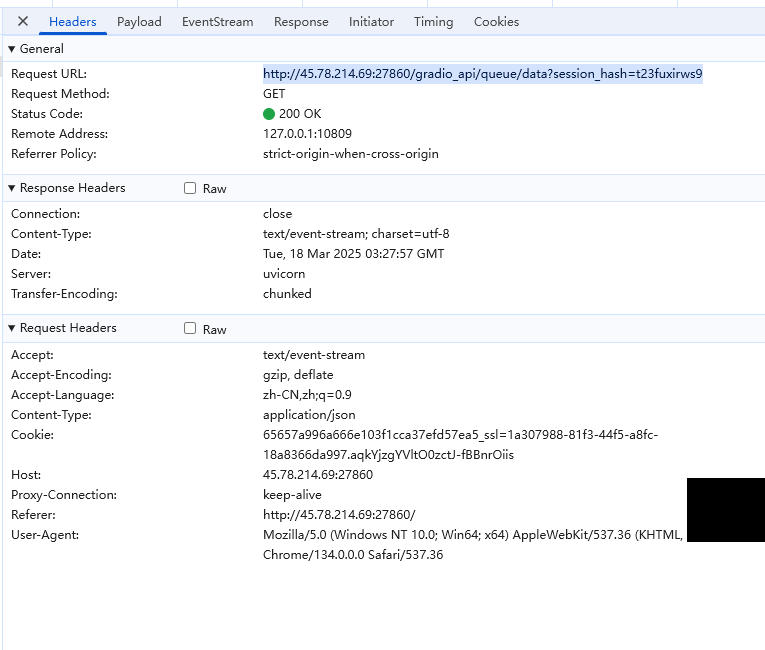 Headers Payload EventStream Response Initiator Timing Cookies
General
Request URL: http://45.78.214.69:27860/gradio_api/queue/data?session_hash=t23fuxirws9
Request Method: GET
Status Code: 200 OK
Remote Address: 127.0.0.1:10809
Referrer Policy: strict-origin-when-cross-origin
Response Headers Raw
Connection: close
Content-Type: text/event-stream; charset=utf-8
Date: Tue, 18 Mar 2025 03:27:57 GMT
Server: uvicorn
Transfer-Encoding: chunked
Request Headers Raw
Accept: text/event-stream
Accept-Encoding: gzip, deflate
Accept-Language: zh-CN,zh;q=0.9
Content-Type: application/json
Cookie: 65657a996a666e103f1cca37efd57ea5_ssl=1a307988-81f3-44f5-a8fc-
18a8366da997.aqkYjzgYVltO0zctJ-fBBnrOiis
Host: 45.78.214.69:27860
Proxy-Connection: keep-alive
Referer: http://45.78.214.69:27860/
User-Agent: Mozilla/5.0 (Windows NT 10.0; Win64; x64) AppleWebKit/537.36 (KHTML,
Chrome/134.0.0.0 Safari/537.36